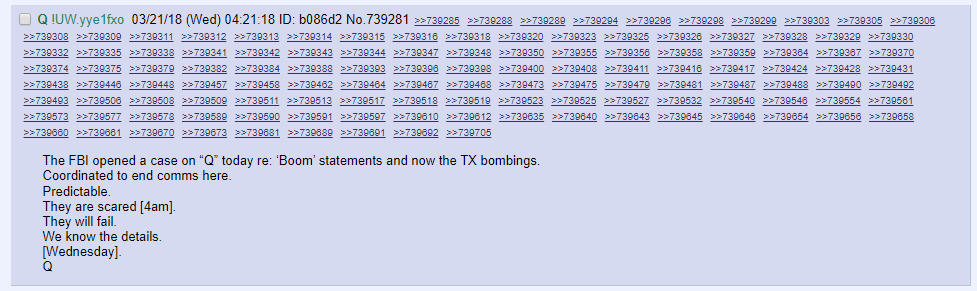 Q !UW.yye1fxo 03/21/18 (Wed) 04:21:18 ID: b086d2 No.739281 >>739285 >>739288 >>739289 >>739294 >>739296 >>739298 >>739299 >>739303 >>739305 >>739306
>>739308 >>739309 >>739311 >>739312 >>739313 >>739314 >>739315 >>739316 >>739318 >>739320 >>739323 >>739325 >>739326 >>739327 >>739328 >>739329 >>739330
>>739332 >>739335 >>739338 >>739341 >>739342 >>739343 >>739344 >>739347 >>739348 >>739350 >>739355 >>739356 >>739358 >>739359 >>739364 >>739367 >>739370
>>739374 >>739375 >>739379 >>739382 >>739384 >>739388 >>739393 >>739396 >>739398 >>739400 >>739408 >>739411 >>739416 >>739417 >>739424 >>739428 >>739431
>>739438 >>739446 >>739448 >>739457 >>739458 >>739462 >>739464 >>739467 >>739468 >>739473 >>739475 >>739479 >>739481 >>739487 >>739488 >>739490 >>739492
>>739493 >>739506 >>739508 >>739509 >>739511 >>739513 >>739517 >>739518 >>739519 >>739523 >>739525 >>739527 >>739532 >>739540 >>739546 >>739554 >>739561
>>739573 >>739577 >>739578 >>739589 >>739590 >>739591 >>739597 >>739610 >>739612 >>739635 >>739640 >>739643 >>739645 >>739646 >>739654 >>739656 >>739658
>>739660 >>739661 >>739670 >>739673 >>739681 >>739689 >>739691 >>739692 >>739705
The FBI opened a case on “Q” today re: ‘Boom’ statements and now the TX bombings.
Coordinated to end comms here.
Predictable.
They are scared [4am].
They will fail.
We know the details.
[Wednesday].
Q